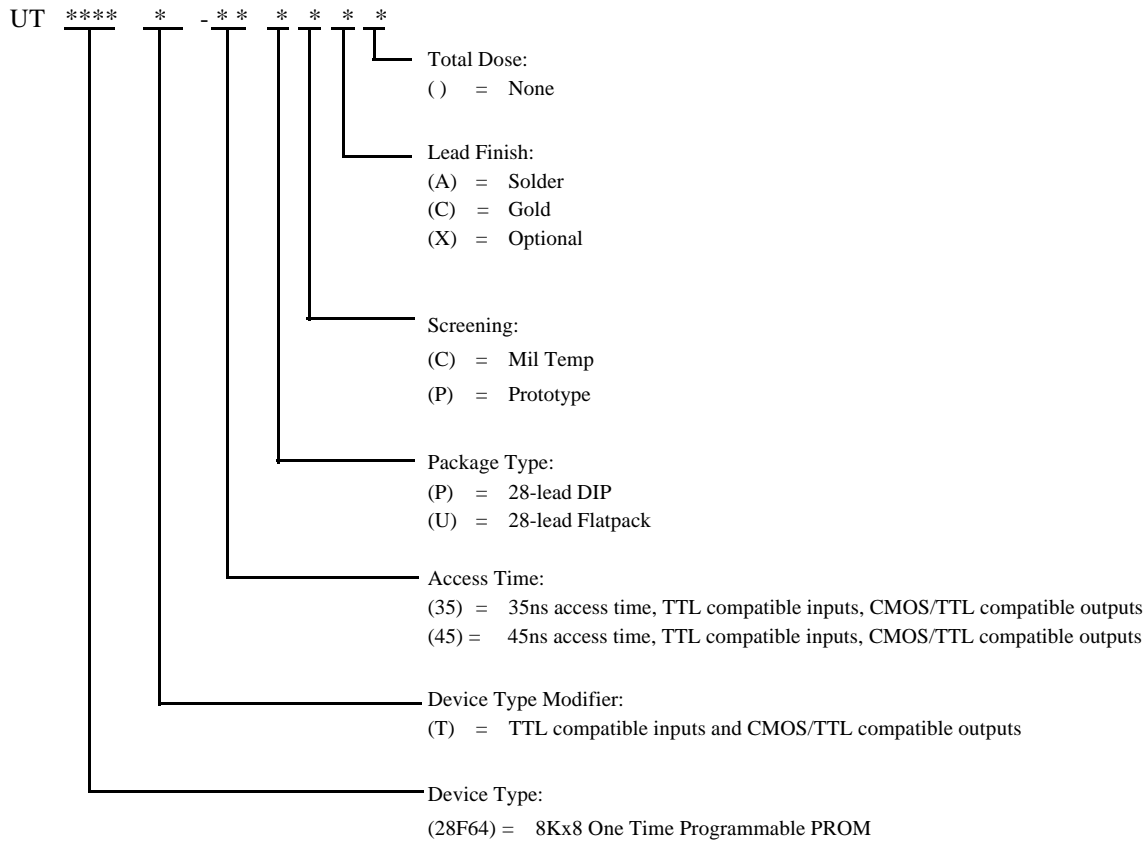 UT **** * - * * * * * *
Total Dose:
( ) = None
Lead Finish:
(A) = Solder
(C) = Gold
(X) = Optional
Screening:
(C) = Mil Temp
(P) = Prototype
Package Type:
(P) = 28-lead DIP
(U) = 28-lead Flatpack
Access Time:
(35) = 35ns access time, TTL compatible inputs, CMOS/TTL compatible outputs
(45) = 45ns access time, TTL compatible inputs, CMOS/TTL compatible outputs
Device Type Modifier:
(T) = TTL compatible inputs and CMOS/TTL compatible outputs
Device Type:
(28F64) = 8Kx8 One Time Programmable PROM